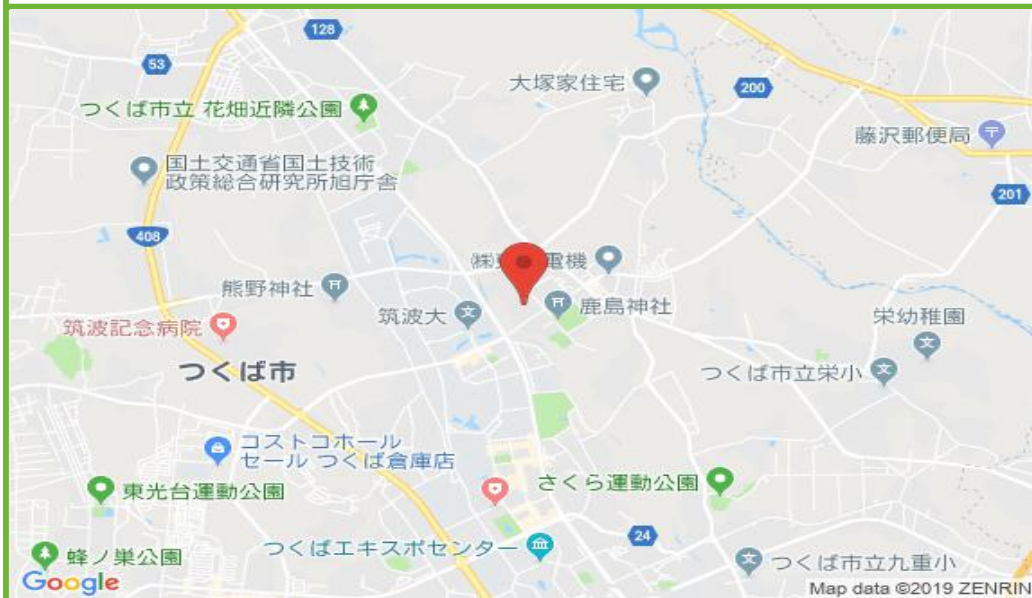 128
53
大塚家住宅
200
つくば市立 花畑近隣公園
藤沢郵便局
国土交通省国土技術
政策総合研究所旭庁舎
201
408
㈱ 電機
熊野神社
鹿島神社
筑波大
栄幼稚園
筑波記念病院
つくば市
つくば市立栄小
コストコホール
セール つくば倉庫店
さくら運動公園
東光台運動公園
24
つくばエキスポセンター
蜂ノ巣公園
つくば市立九重小
Google
Map data ©2019 ZENRIN